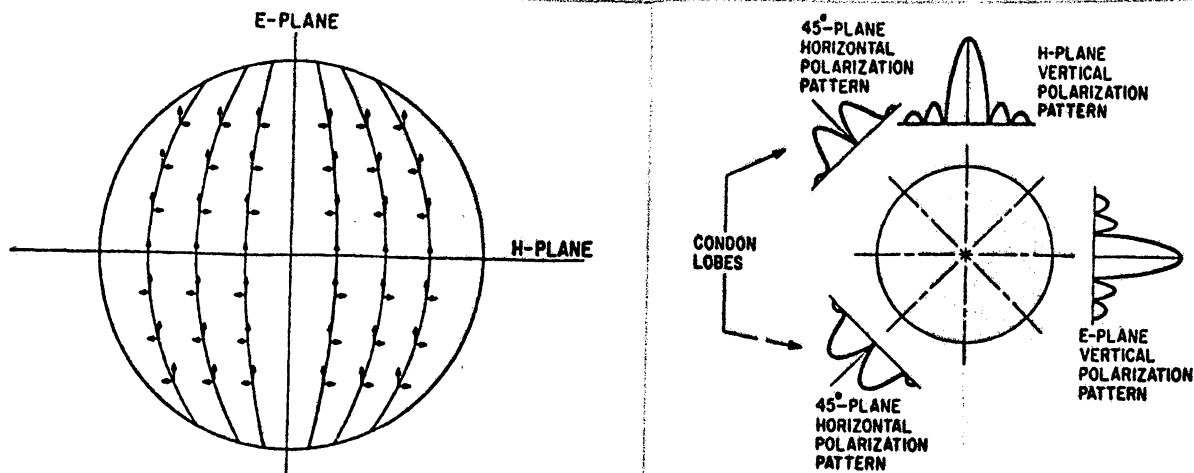 E-PLANE
H-PLANE
45°-PLANE
HORIZONTAL
POLARIZATION
PATTERN
H-PLANE
VERTICAL
POLARIZATION
PATTERN
CONDON
LOBES
E-PLANE
VERTICAL
POLARIZATION
PATTERN
45°-PLANE
HORIZONTAL
POLARIZATION
PATTERN